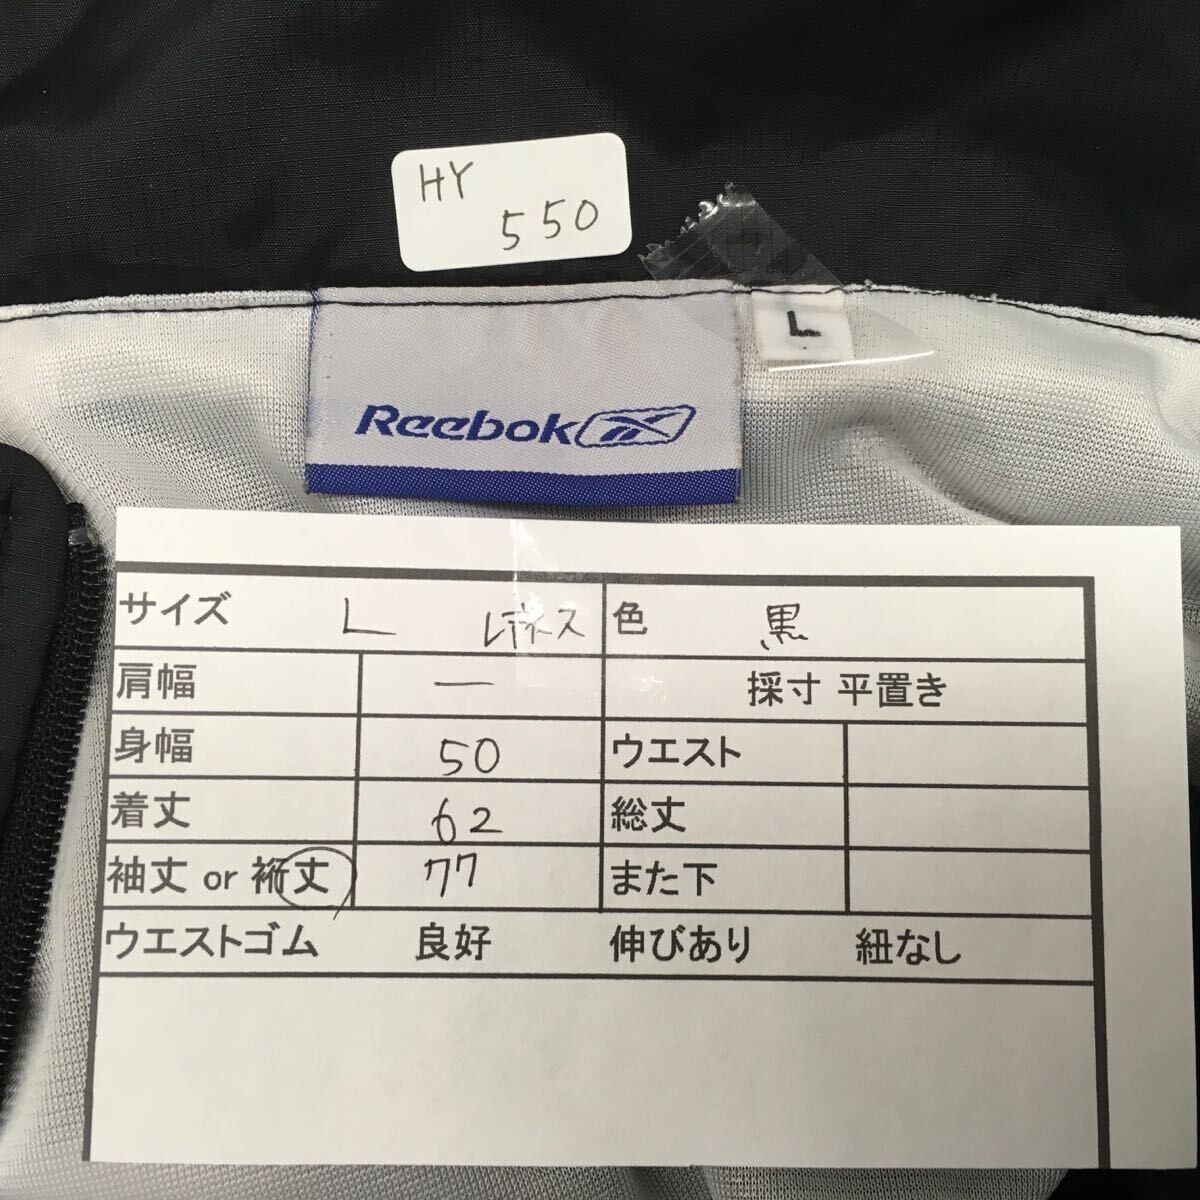 HY
550
L
Reebok
サイズ L レディス 色 黒
肩幅 ー 採寸 平置き
身幅 50 ウエスト
着丈 62 総丈
袖丈 or 裄丈 77 また下
ウエストゴム 良好 伸びあり 紐なし